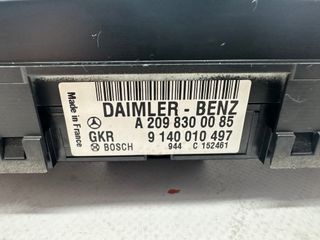 Made in France
DAIMLER - BENZ
A 209 830 00 85
GKR 9 140 010 497
BOSCH 944 C 152461